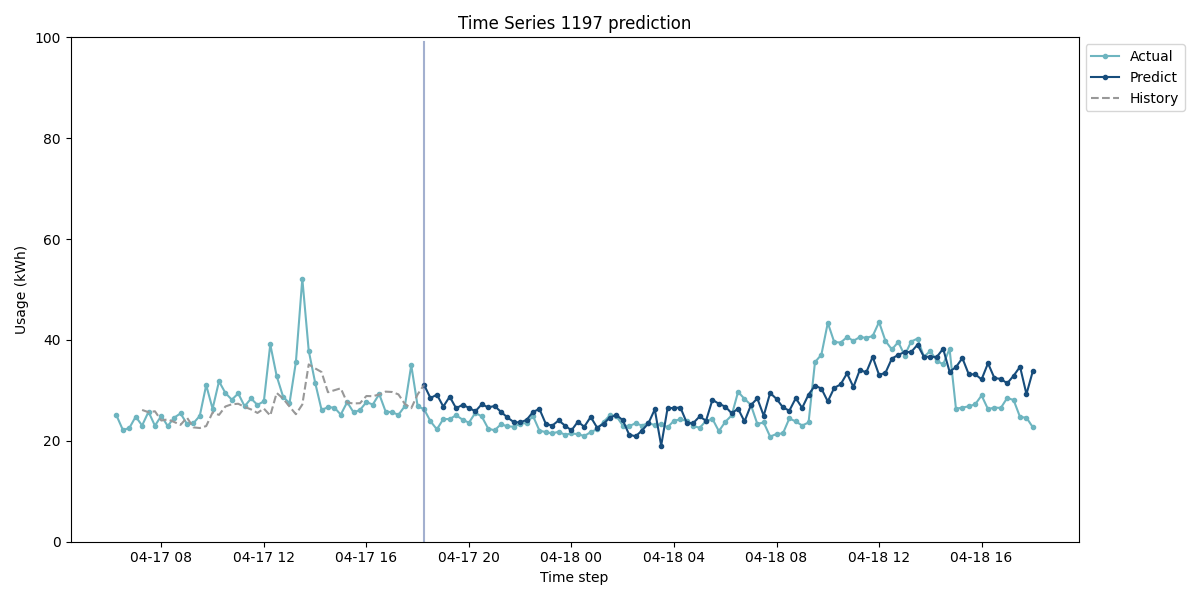 Time Series 1197 prediction
100
80
60
40
20
0
Usage (kWh)
04-17 08
04-17 12
04-17 16
04-17 20
04-18 00
04-18 04
04-18 08
04-18 12
04-18 16
Time step
Actual
Predict
History